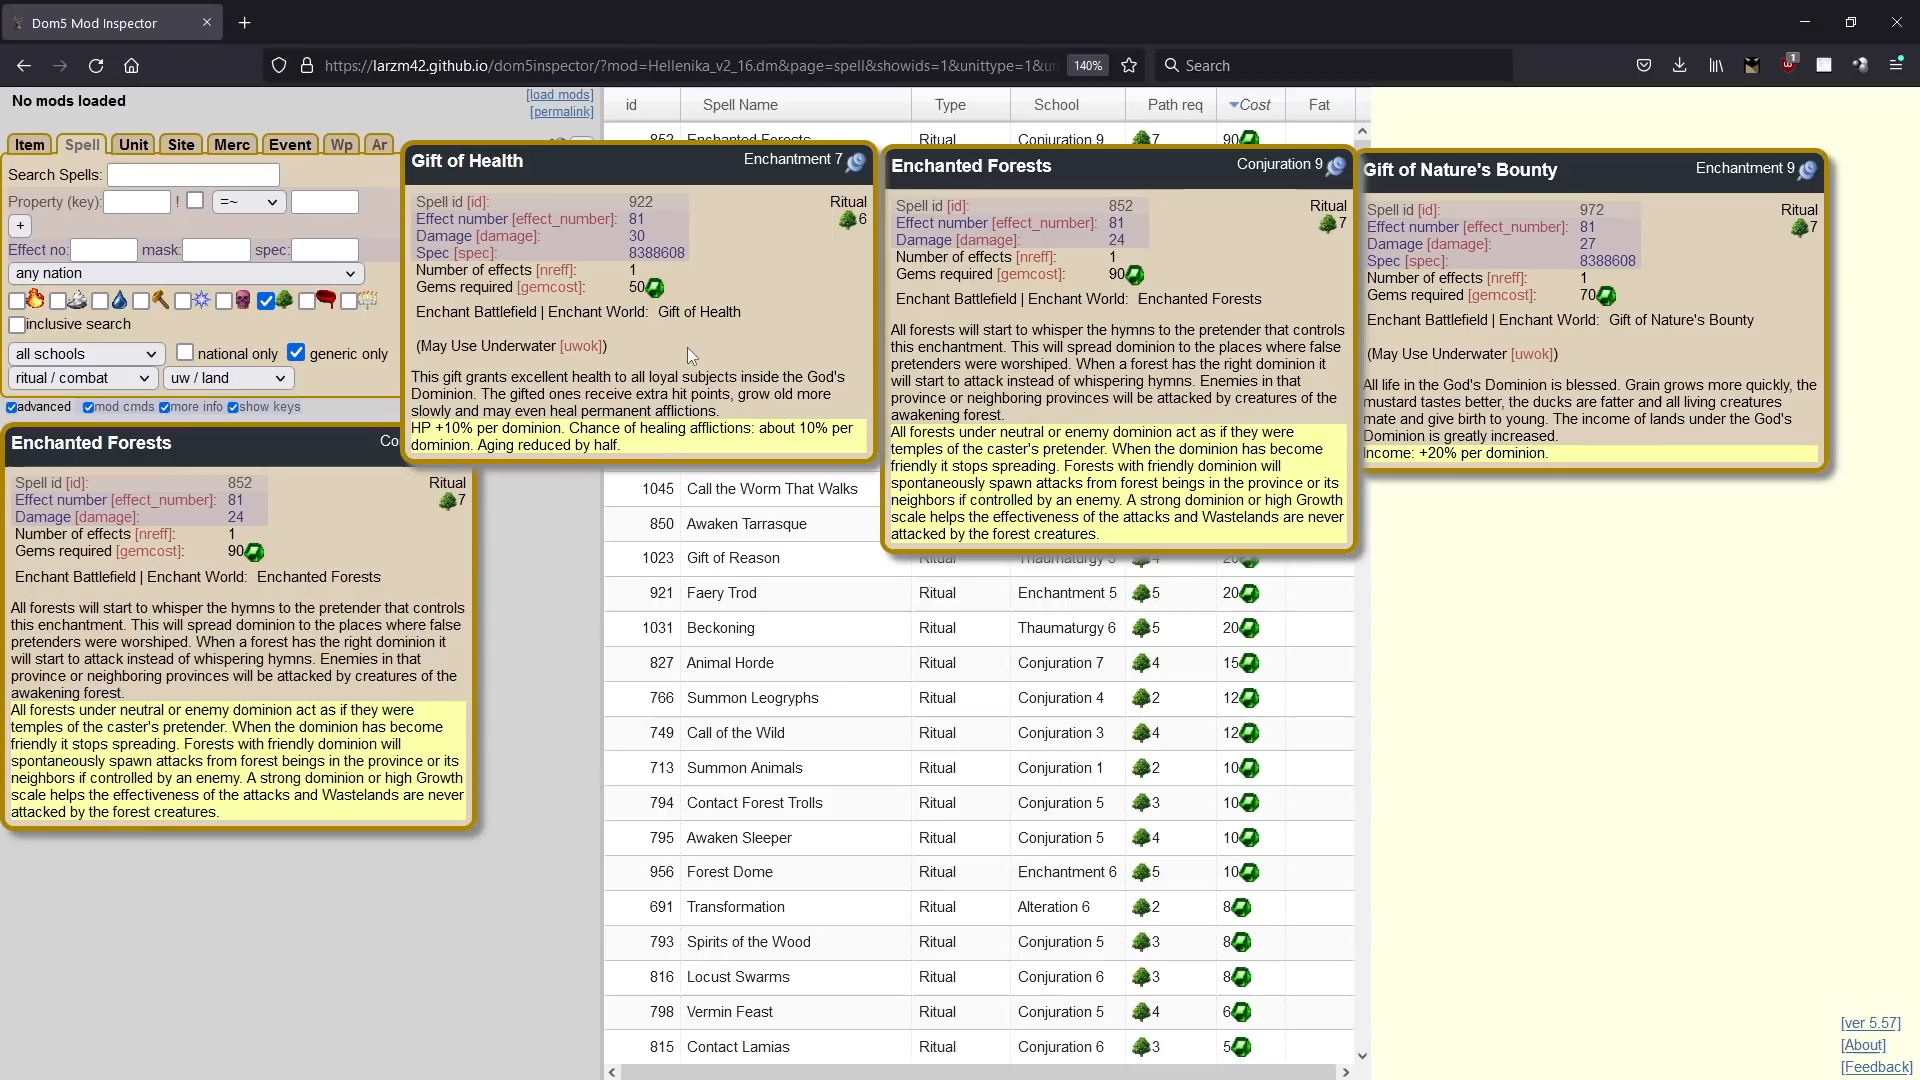 Dom5 Mod Inspector
https://larzm42.github.io/dom5inspector/?mod=Hellenika_v2_16.dm&page=spell&showids=1&unittype=1&u
140%
Search
No mods loaded
[load mods]
[permalink]
Item Spell Unit Site Merc Event Wp Ar
Search Spells:
Property (key): ! =~
+
Effect no: mask: spec:
any nation
inclusive search
all schools national only generic only
ritual / combat uw / land
advanced mod cmds more info show keys
Enchanted Forests Co
Spell id [id]: 852 Ritual
Effect number [effect_number]: 81 7
Damage [damage]: 24
Number of effects [nreff]: 1
Gems required [gemcost]: 90
Enchant Battlefield | Enchant World: Enchanted Forests
All forests will start to whisper the hymns to the pretender that controls
this enchantment. This will spread dominion to the places where false
pretenders were worshiped. When a forest has the right dominion it
will start to attack instead of whispering hymns. Enemies in that
province or neighboring provinces will be attacked by creatures of the
awakening forest.
All forests under neutral or enemy dominion act as if they were
temples of the caster's pretender. When the dominion has become
friendly it stops spreading. Forests with friendly dominion will
spontaneously spawn attacks from forest beings in the province or its
neighbors if controlled by an enemy. A strong dominion or high Growth
scale helps the effectiveness of the attacks and Wastelands are never
attacked by the forest creatures.
Gift of Health Enchantment 7
Spell id [id]: 922 Ritual
Effect number [effect_number]: 81 6
Damage [damage]: 30
Spec [spec]: 8388608
Number of effects [nreff]: 1
Gems required [gemcost]: 50
Enchant Battlefield | Enchant World: Gift of Health
(May Use Underwater [uwok])
This gift grants excellent health to all loyal subjects inside the God's
Dominion. The gifted ones receive extra hit points, grow old more
slowly and may even heal permanent afflictions.
HP +10% per dominion. Chance of healing afflictions: about 10% per
dominion. Aging reduced by half.
Enchanted Forests Conjuration 9
Spell id [id]: 852 Ritual
Effect number [effect_number]: 81 7
Damage [damage]: 24
Number of effects [nreff]: 1
Gems required [gemcost]: 90
Enchant Battlefield | Enchant World: Enchanted Forests
All forests will start to whisper the hymns to the pretender that controls
this enchantment. This will spread dominion to the places where false
pretenders were worshiped. When a forest has the right dominion it
will start to attack instead of whispering hymns. Enemies in that
province or neighboring provinces will be attacked by creatures of the
awakening forest.
All forests under neutral or enemy dominion act as if they were
temples of the caster's pretender. When the dominion has become
friendly it stops spreading. Forests with friendly dominion will
spontaneously spawn attacks from forest beings in the province or its
neighbors if controlled by an enemy. A strong dominion or high Growth
scale helps the effectiveness of the attacks and Wastelands are never
attacked by the forest creatures.
Gift of Nature's Bounty Enchantment 9
Spell id [id]: 972 Ritual
Effect number [effect_number]: 81 7
Damage [damage]: 27
Spec [spec]: 8388608
Number of effects [nreff]: 1
Gems required [gemcost]: 70
Enchant Battlefield | Enchant World: Gift of Nature's Bounty
(May Use Underwater [uwok])
All life in the God's Dominion is blessed. Grain grows more quickly, the
mustard tastes better, the ducks are fatter and all living creatures
mate and give birth to young. The income of lands under the God's
Dominion is greatly increased.
Income: +20% per dominion.
id Spell Name Type School Path req Cost Fat
852 Enchanted Forests Ritual Conjuration 9 7 90
1045 Call the Worm That Walks
850 Awaken Tarrasque
1023 Gift of Reason Ritual Thaumaturgy 5 4 20
921 Faery Trod Ritual Enchantment 5 5 20
1031 Beckoning Ritual Thaumaturgy 6 5 20
827 Animal Horde Ritual Conjuration 7 4 15
766 Summon Leogryphs Ritual Conjuration 4 2 12
749 Call of the Wild Ritual Conjuration 3 4 12
713 Summon Animals Ritual Conjuration 1 2 10
794 Contact Forest Trolls Ritual Conjuration 5 3 10
795 Awaken Sleeper Ritual Conjuration 5 4 10
956 Forest Dome Ritual Enchantment 6 5 10
691 Transformation Ritual Alteration 6 2 8
793 Spirits of the Wood Ritual Conjuration 5 3 8
816 Locust Swarms Ritual Conjuration 6 3 8
798 Vermin Feast Ritual Conjuration 5 4 6
815 Contact Lamias Ritual Conjuration 6 3 5
[ver 5.57]
[About]
[Feedback]